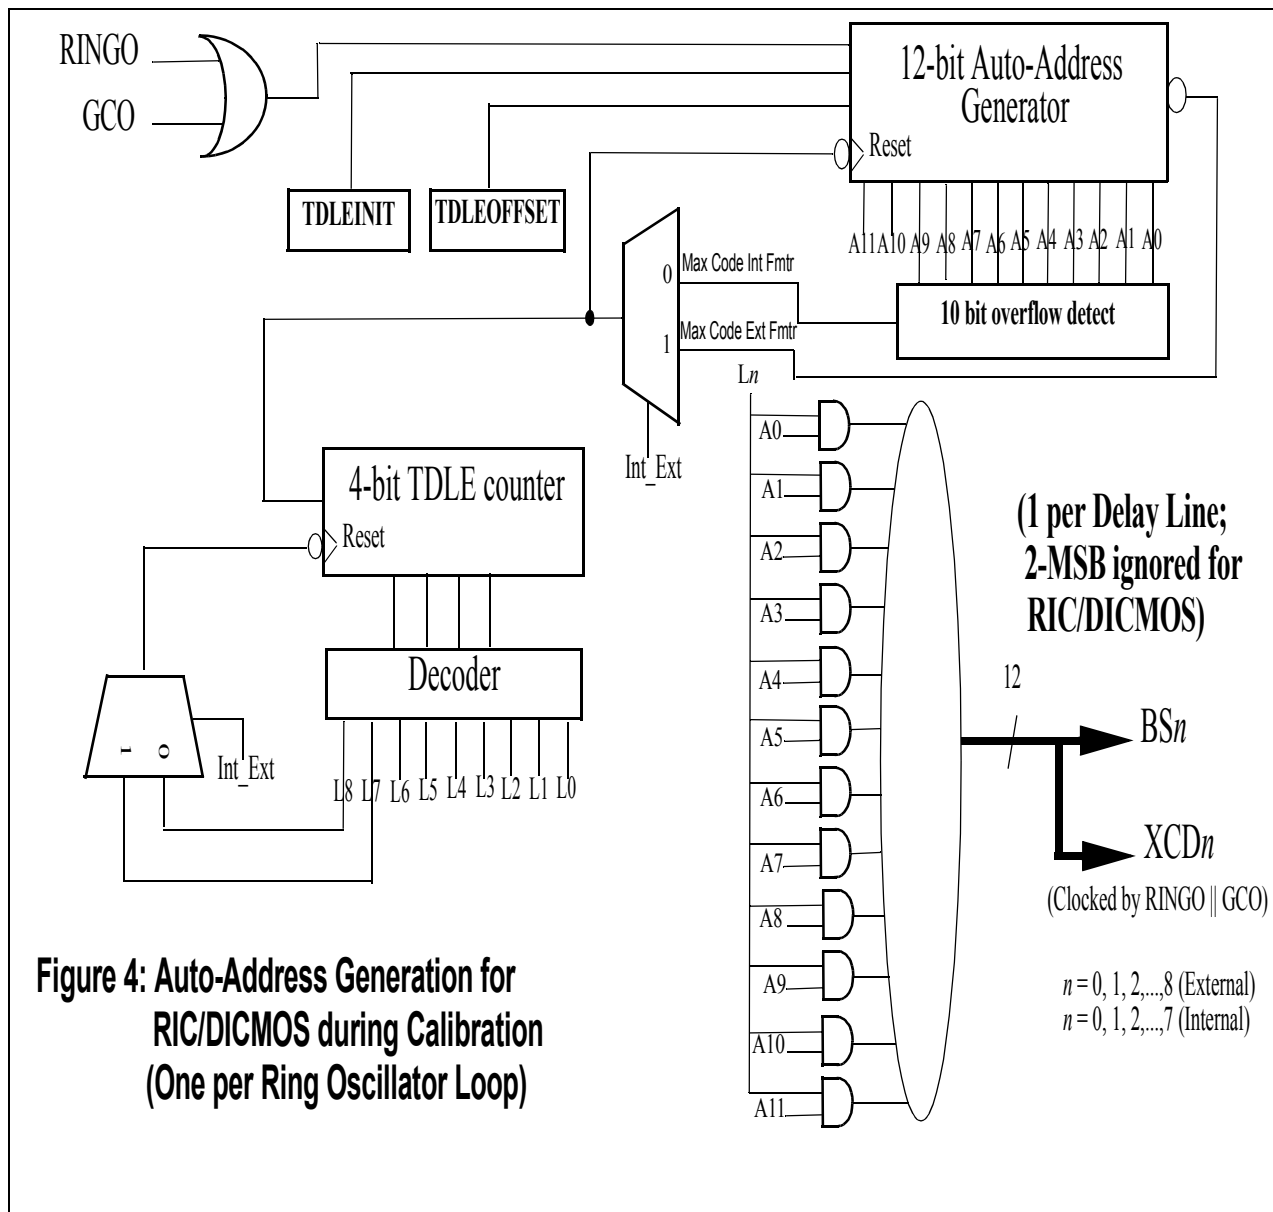 RINGO
GCO
12-bit Auto-Address
Generator
Reset
TDLEINIT
TDLEOFFSET
A11 A10 A9 A8 A7 A6 A5 A4 A3 A2 A1 A0
10 bit overflow detect
0
Max Code Int Fmtr
1
Max Code Ext Fmtr
Int_Ext
Ln
4-bit TDLE counter
Reset
Decoder
1 0
Int_Ext
L8 L7 L6 L5 L4 L3 L2 L1 L0
A0
A1
A2
A3
A4
A5
A6
A7
A8
A9
A10
A11
(1 per Delay Line;
2-MSB ignored for
RIC/DICMOS)
12
BSn
XCDn
(Clocked by RINGO || GCO)
n = 0, 1, 2,...,8 (External)
n = 0, 1, 2,...,7 (Internal)
Figure 4: Auto-Address Generation for
RIC/DICMOS during Calibration
(One per Ring Oscillator Loop)